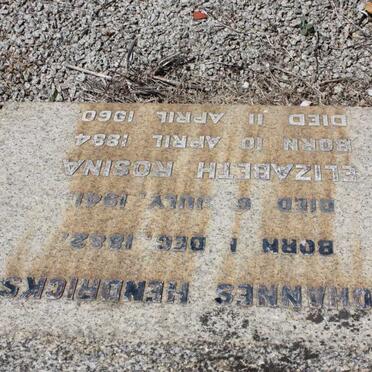 OHANNES HENDRICKS
BORN 1 DEC. 1882.
DIED 6 JULY 1941.
ELIZABETH ROSINA
BORN 10 APRIL 1884
DIED 11 APRIL 1960.